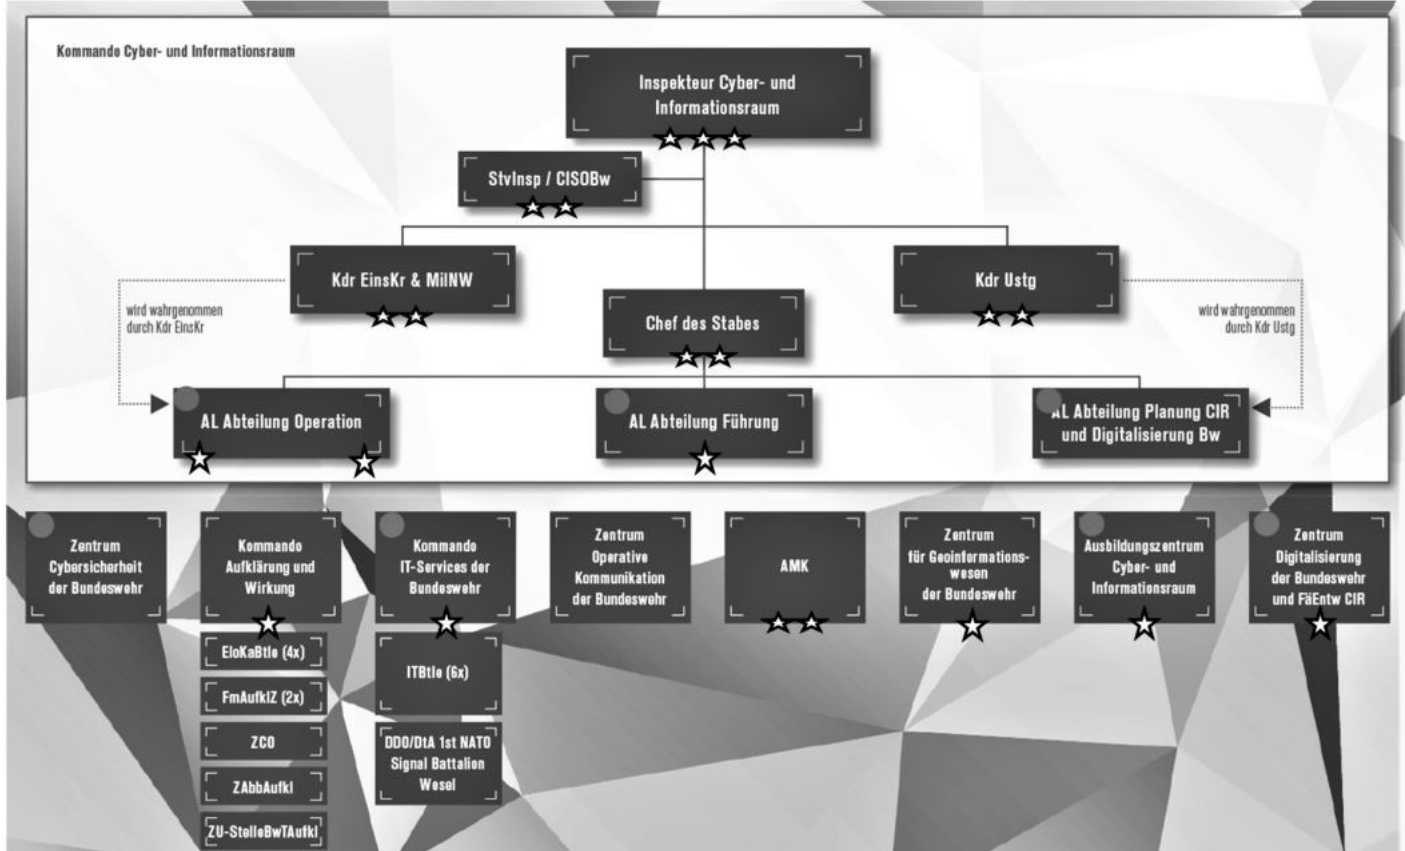 Kommando Cyber- und Informationsraum
Inspekteur Cyber- und
Informationsraum
StvInsp / CISOBw
Kdr EinsKr & MilNW
Kdr Ustg
wird wahrgenommen
durch Kdr EinsKr
Chef des Stabes
wird wahrgenommen
durch Kdr Ustg
AL Abteilung Operation
AL Abteilung Führung
AL Abteilung Planung CIR
und Digitalisierung Bw
Zentrum
Cybersicherheit
der Bundeswehr
Kommando
Aufklärung und
Wirkung
EloKaBtle (4x)
FmAufklZ (2x)
ZCO
ZAbbAufkl
ZU-StelleBwTAufkl
Kommando
IT-Services der
Bundeswehr
ITBtle (6x)
DDO/DtA 1st NATO
Signal Battalion
Wesel
Zentrum
Operative
Kommunikation
der Bundeswehr
AMK
Zentrum
für Geoinformations-
wesen
der Bundeswehr
Ausbildungszentrum
Cyber- und
Informationsraum
Zentrum
Digitalisierung
der Bundeswehr
und FäEntw CIR